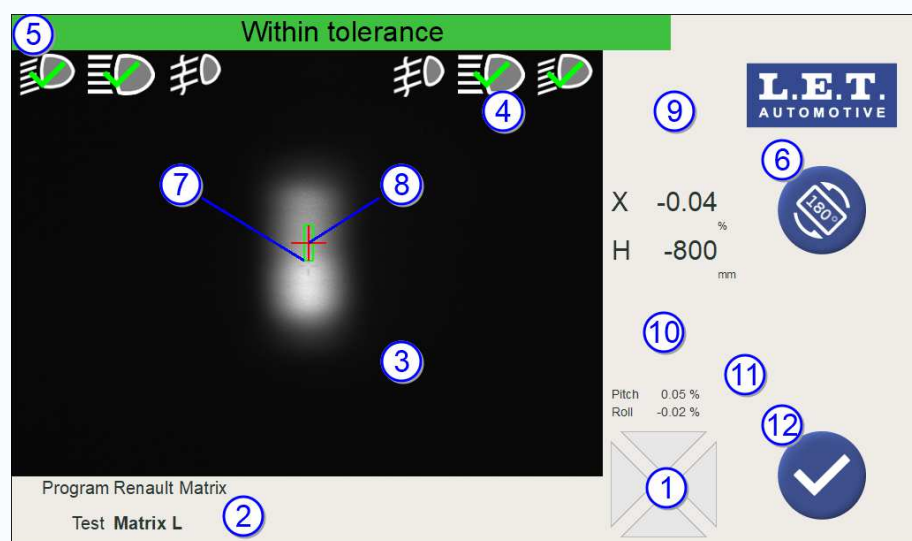 Within tolerance
5
4
9
L.E.T.
AUTOMOTIVE
6
180°
7
8
X -0.04
%
H -800
mm
3
10
11
Pitch 0.05 %
Roll -0.02 %
12
1
Program Renault Matrix
Test Matrix L
2